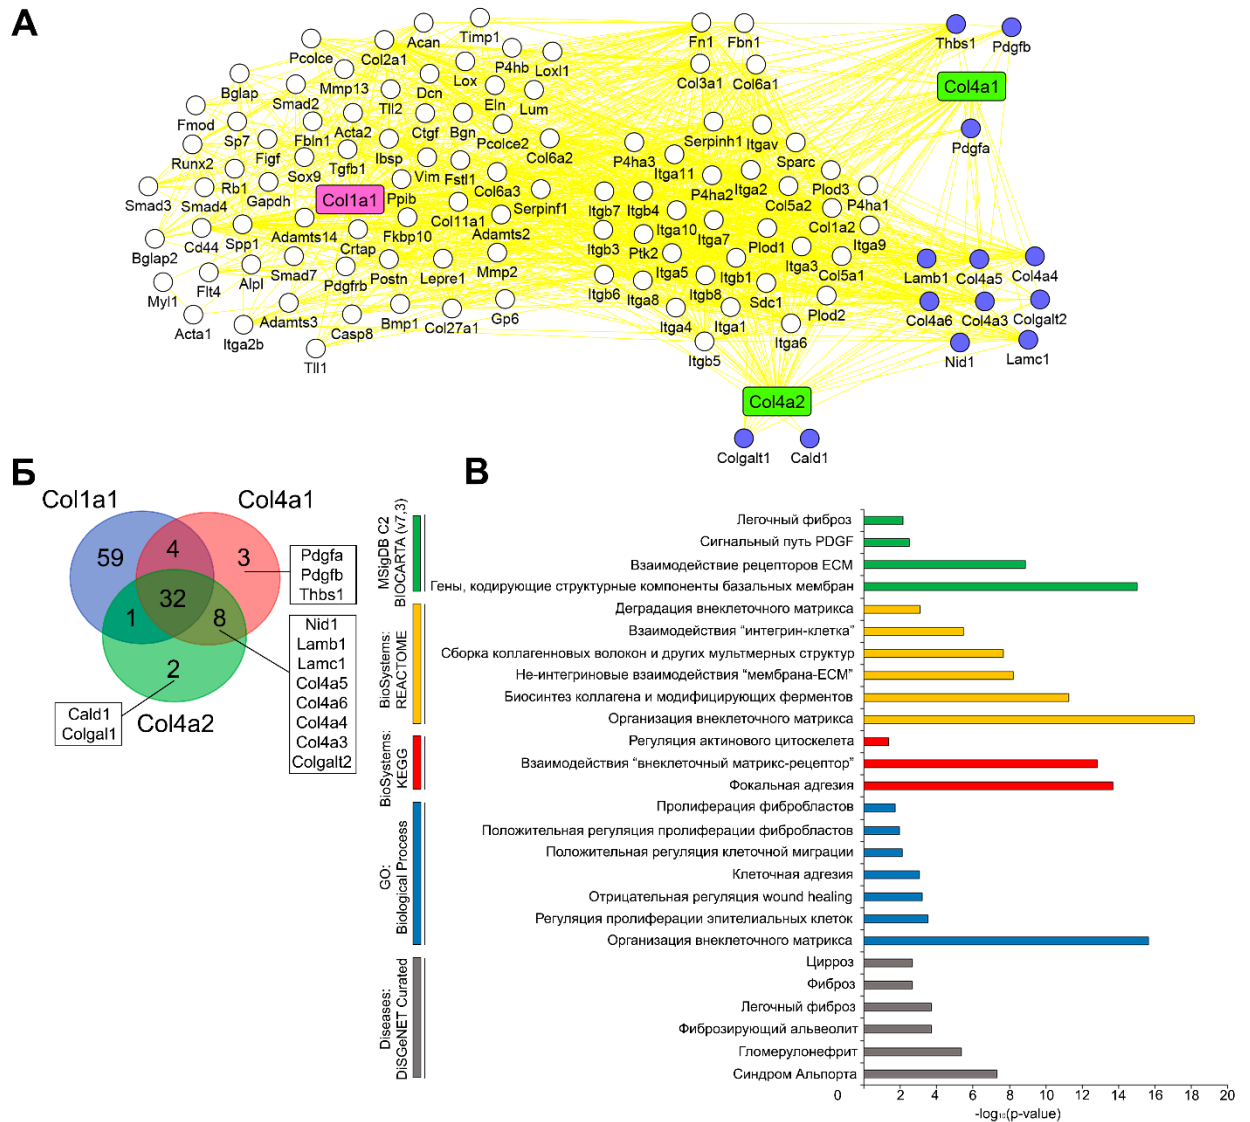 А
Acan
Timp1
Pcolce
Col2a1
P4hb
Loxl1
Fn1
Fbn1
Thbs1
Pdgfb
Bglap
Mmp13
Lox
Smad2
Dcn
Eln
Lum
Col3a1
Col6a1
Col4a1
Fmod
Tll2
Sp7
Fbln1
Acta2
Ctgf
Bgn
Pcolce2
Serpinh1
Itgav
Pdgfa
Runx2
Figf
Sox9
Tgfb1
Ibsp
Vim
Fstl1
Col6a2
P4ha3
Itga11
Sparc
Smad3
Rb1
Smad4
Gapdh
Col1a1
Ppib
Col6a3
Serpinf1
Itgb7
Itgb4
P4ha2
Itga2
Col5a2
Plod3
P4ha1
Bglap2
Cd44
Spp1
Adamts14
Crtap
Fkbp10
Col11a1
Adamts2
Itgb3
Ptk2
Itga10
Itga7
Plod1
Col1a2
Itga9
Myl1
Flt4
Alpl
Smad7
Pdgfrb
Postn
Lepre1
Mmp2
Itgb6
Itga8
Itga5
Itgb8
Itgb1
Itga3
Col5a1
Lamb1
Col4a5
Col4a4
Acta1
Itga2b
Adamts3
Casp8
Bmp1
Col27a1
Gp6
Itga4
Itga1
Sdc1
Plod2
Col4a6
Col4a3
Colgalt2
Tll1
Itgb5
Itga6
Nid1
Lamc1
Col4a2
Colgalt1
Cald1
Б
Col1a1
Col4a1
59
4
3
32
1
8
2
Pdgfa
Pdgfb
Thbs1
Nid1
Lamb1
Lamc1
Col4a5
Col4a6
Col4a4
Col4a3
Colgalt2
Cald1
Colgal1
Col4a2
В
MSigDB C2
BIOCARTA (v7,3)
Легочный фиброз
Сигнальный путь PDGF
Взаимодействие рецепторов ECM
Гены, кодирующие структурные компоненты базальных мембран
BioSystems:
REACTOME
Деградация внеклеточного матрикса
Взаимодействия “интегрин-клетка”
Сборка коллагенновых волокон и других мультмерных структур
Не-интегриновые взаимодействия “мембрана-ECM”
Биосинтез коллагена и модифицирующих ферментов
Организация внеклеточного матрикса
BioSystems:
KEGG
Регуляция актинового цитоскелета
Взаимодействия “внеклеточный матрикс-рецептор”
Фокальная адгезия
GO:
Biological Process
Пролиферация фибробластов
Положительная регуляция пролиферации фибробластов
Положительная регуляция клеточной миграции
Клеточная адгезия
Отрицательная регуляция wound healing
Регуляция пролиферации эпителиальных клеток
Организация внеклеточного матрикса
Diseases:
DiSGeNET Curated
Цирроз
Фиброз
Легочный фиброз
Фиброзирующий альвеолит
Гломерулонефрит
Синдром Альпорта
0 2 4 6 8 10 12 14 16 18 20
-log₁₀(p-value)